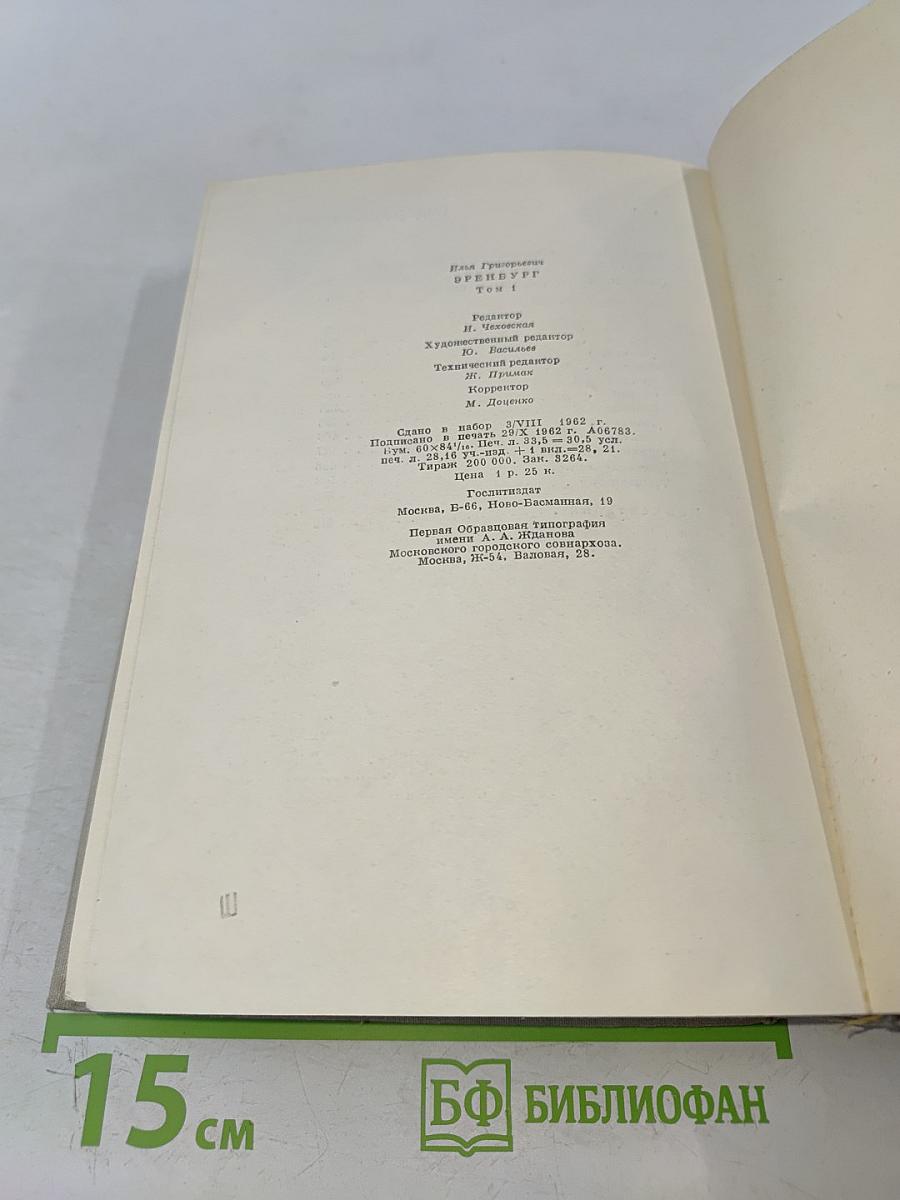 Илья Григорьевич
ЭРЕНБУРГ
Том 1
Редактор
И. Чеховская
Художественный редактор
Ю. Васильев
Технический редактор
Ж. Примак
Корректор
М. Доценко
Сдано в набор 3/VIII 1962 г.
Подписано в печать 29/X 1962 г. А06783.
Бум. 60×84¹/₁₆. Печ. л. 33,5 = 30,5 усл.
печ. л. 28,16 уч.-изд. + 1 вкл.=28, 21.
Тираж 200 000. Зак. 3264.
Цена 1 р. 25 к.
Гослитиздат
Москва, Б-66, Ново-Басманная, 19
Первая Образцовая типография
имени А. А. Жданова
Московского городского совнархоза.
Москва, Ж-54, Валовая, 28.
Ш
15 см
БФ БИБЛИОФАН